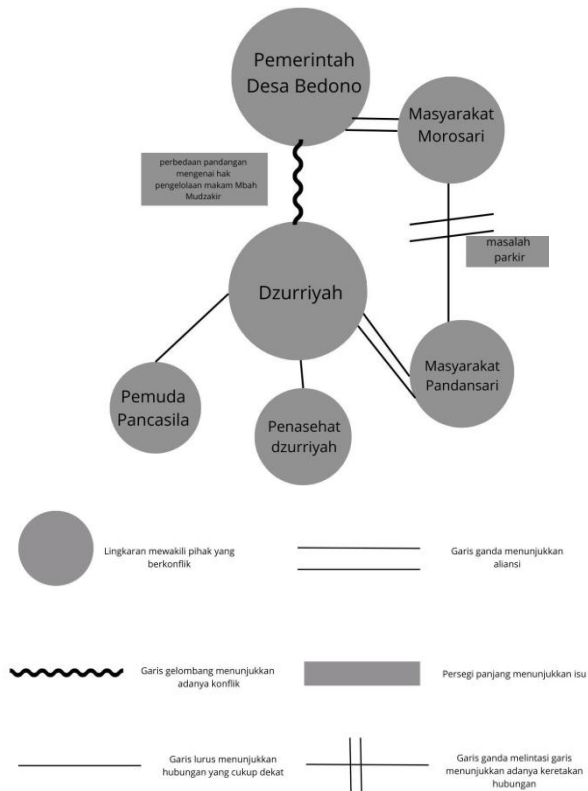 Pemerintah
Desa Bedono
Masyarakat
Morosari
perbedaan pandangan
mengenai hak
pengelolaan makam Mbah
Mudzakir
masalah
parkir
Dzurriyah
Masyarakat
Pandansari
Pemuda
Pancasila
Penasehat
dzurriyah
Lingkaran mewakili pihak yang
berkonflik
Garis ganda menunjukkan
aliansi
Garis gelombang menunjukkan
adanya konflik
Persegi panjang menunjukkan isu
Garis lurus menunjukkan
hubungan yang cukup dekat
Garis ganda melintasi garis
menunjukkan adanya keretakan
hubungan